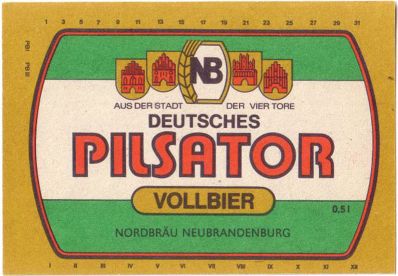 1 3 5 7 9 11 13 15 17 19 21 23 25 27 29 31
NB
AUS DER STADT DER VIER TORE
DEUTSCHES
PILSATOR
VOLLBIER
0,5 l
NORDBRÄU NEUBRANDENBURG
I II III IV V VI VII VIII IX X XI XII